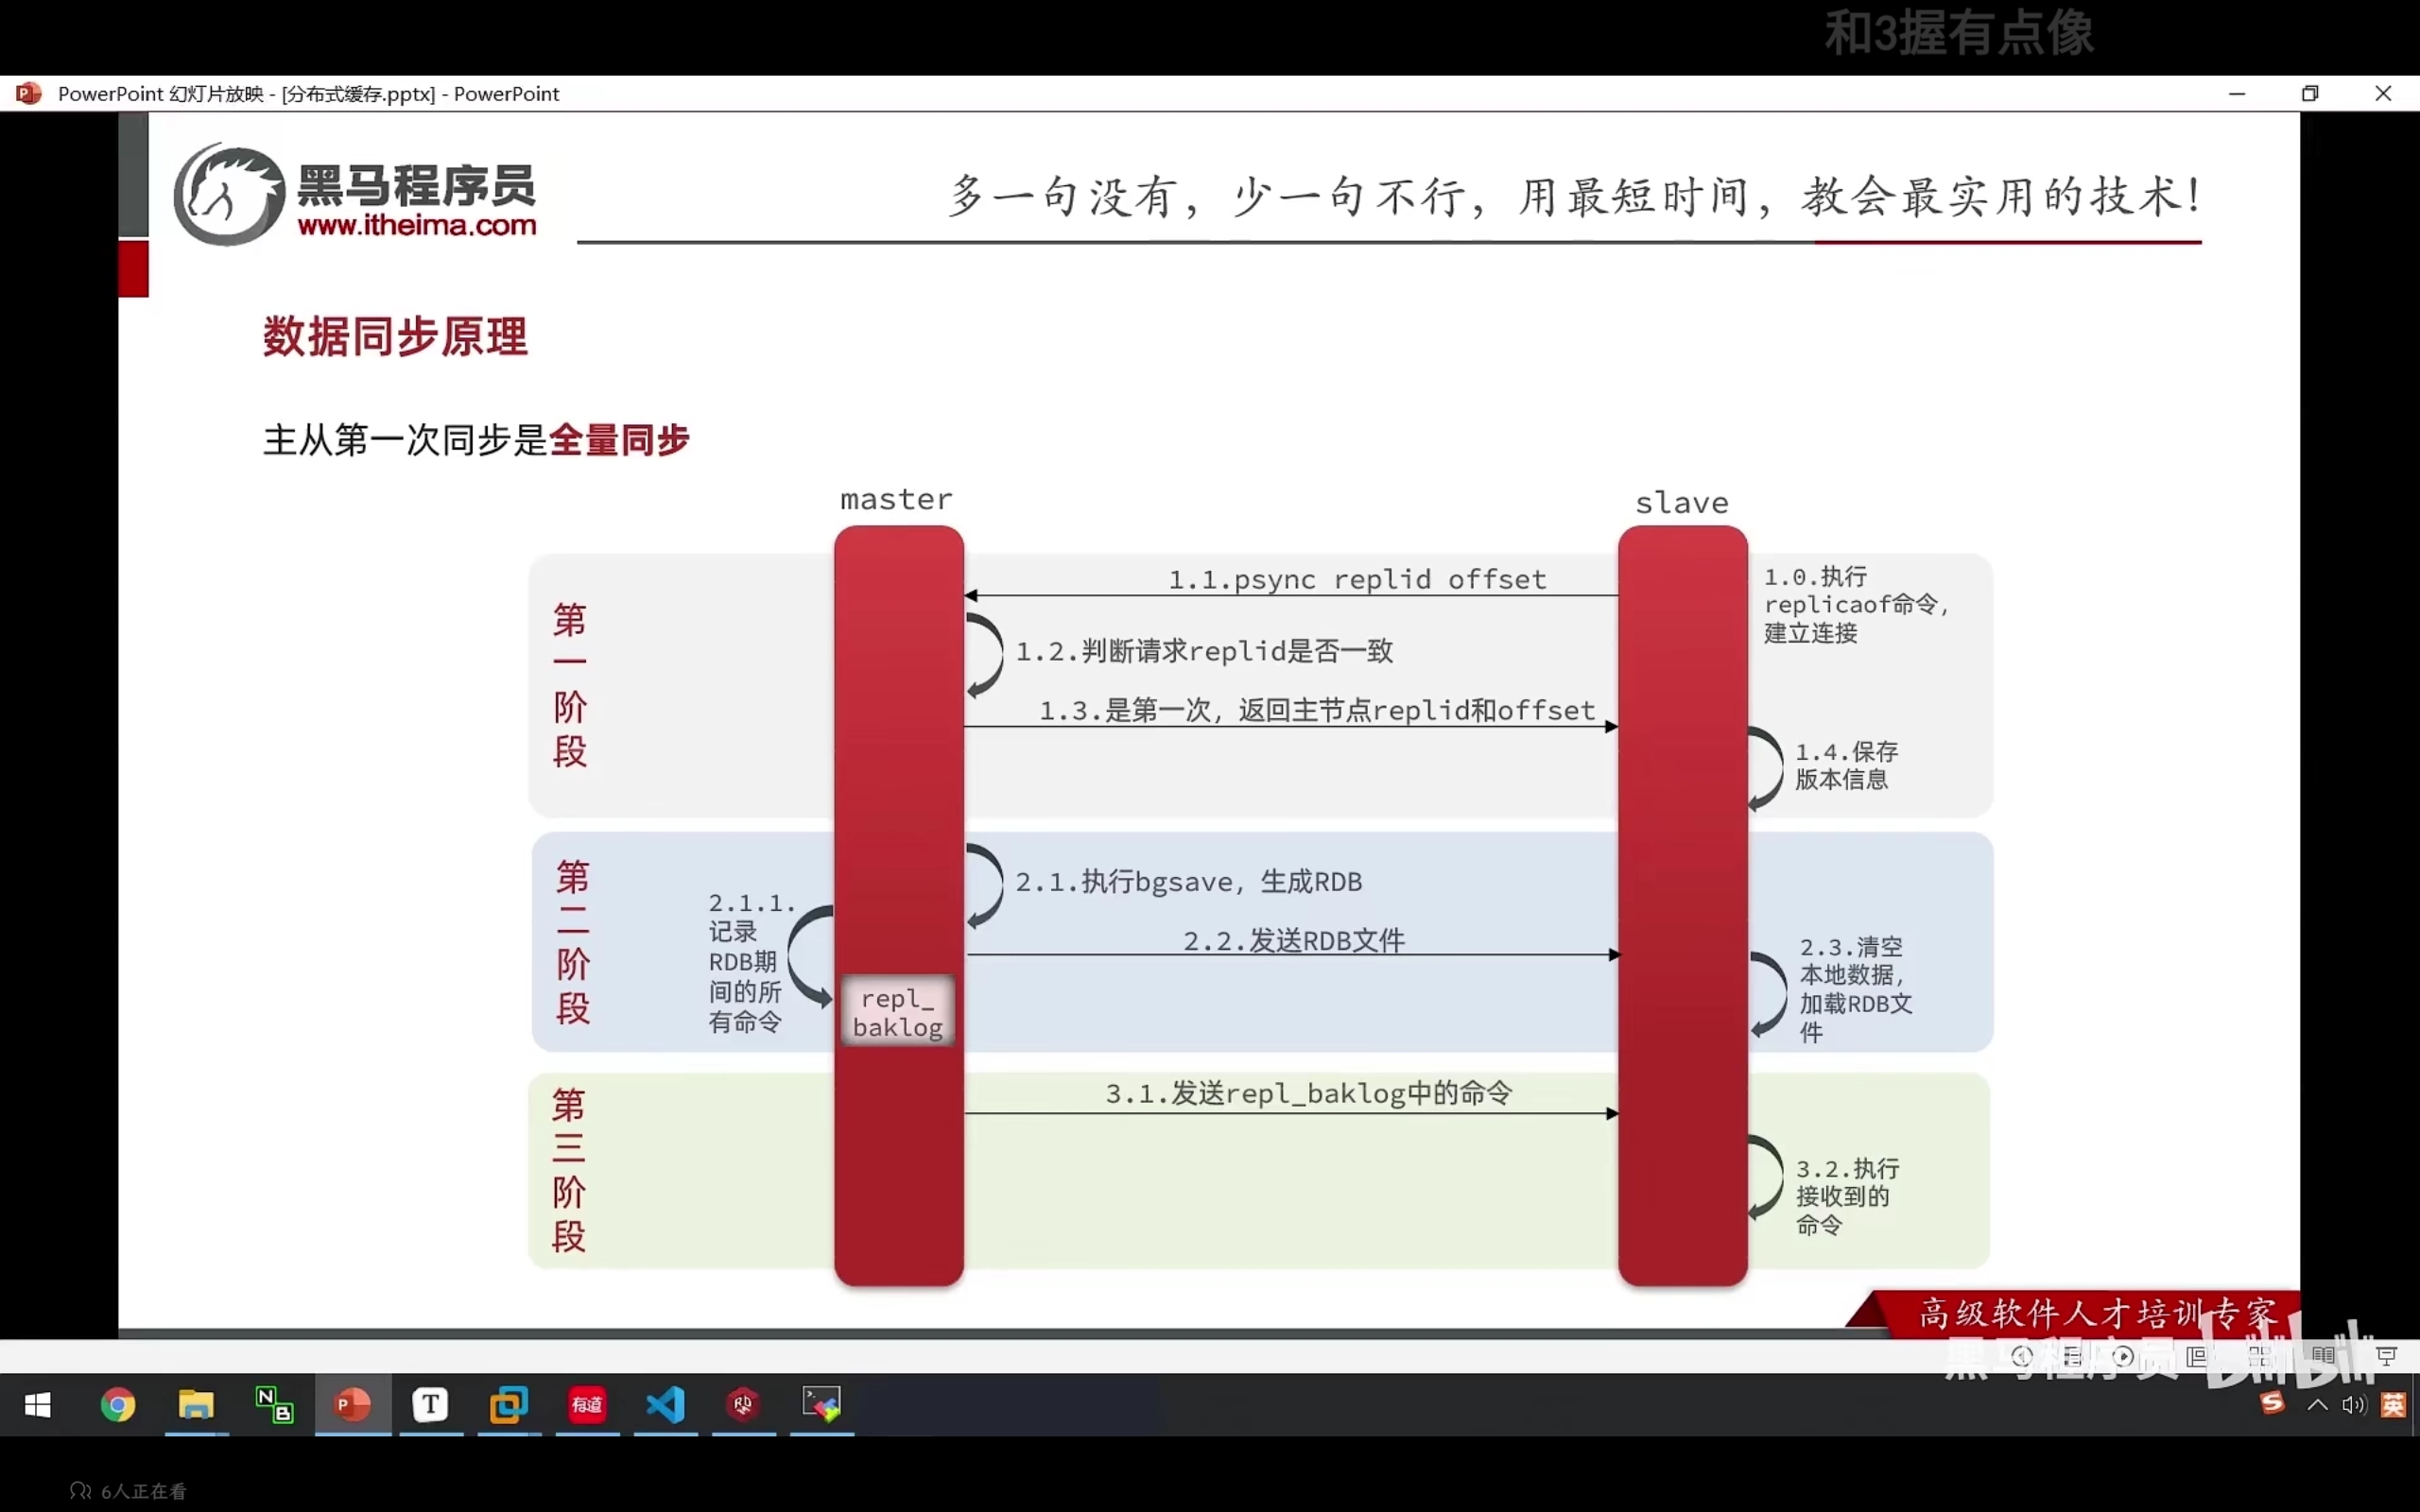 和3握有点像
PowerPoint 幻灯片放映 - [分布式缓存.pptx] - PowerPoint
黑马程序员
www.itheima.com
多一句没有，少一句不行，用最短时间，教会最实用的技术！
数据同步原理
主从第一次同步是全量同步
master
slave
第一阶段
1.0.执行
replicaof命令，
建立连接
1.1.psync replid offset
1.2.判断请求replid是否一致
1.3.是第一次，返回主节点replid和offset
1.4.保存
版本信息
第二阶段
2.1.执行bgsave，生成RDB
2.1.1.
记录
RDB期
间的所
有命令
repl_
baklog
2.2.发送RDB文件
2.3.清空
本地数据，
加载RDB文
件
第三阶段
3.1.发送repl_baklog中的命令
3.2.执行
接收到的
命令
高级软件人才培训专家
黑马程序员 bilibili
有道
英
6人正在看